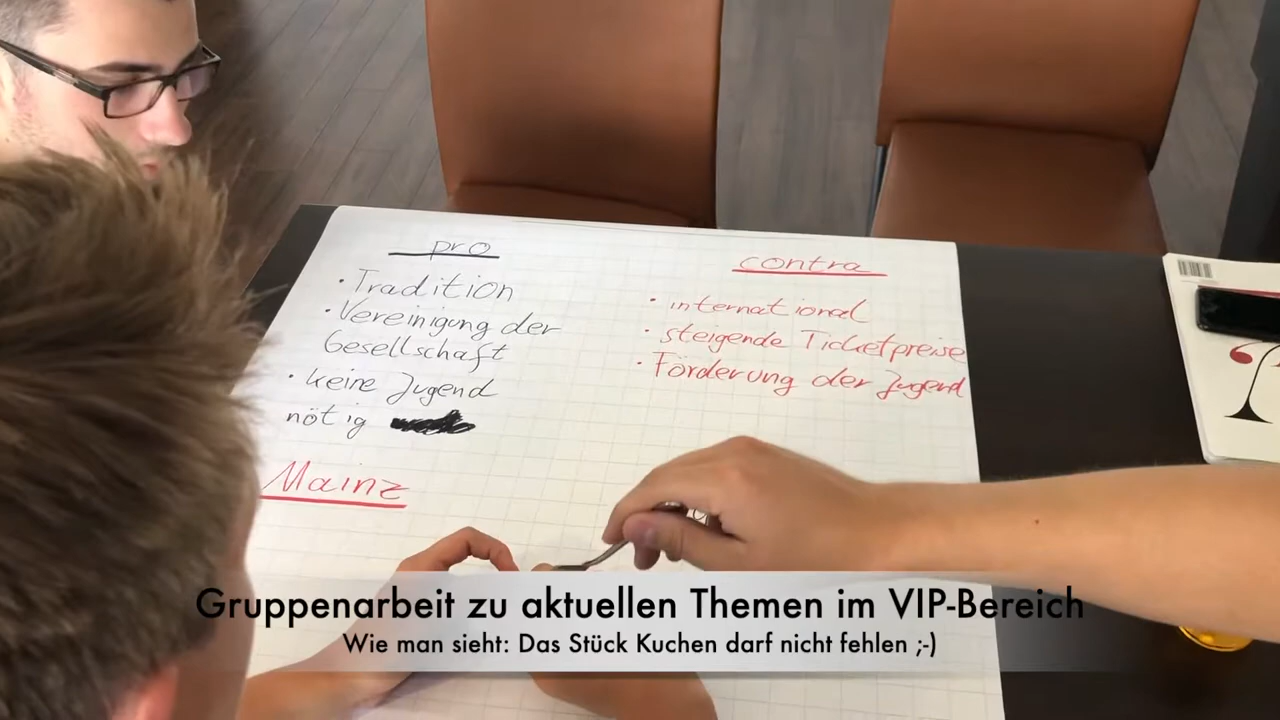 pro
• Tradition
• Vereinigung der
Gesellschaft
• keine Jugend
nötig
contra
• international
• steigende Ticketpreise
• Förderung der Jugend
Mainz
T
Gruppenarbeit zu aktuellen Themen im VIP-Bereich
Wie man sieht: Das Stück Kuchen darf nicht fehlen ;-)